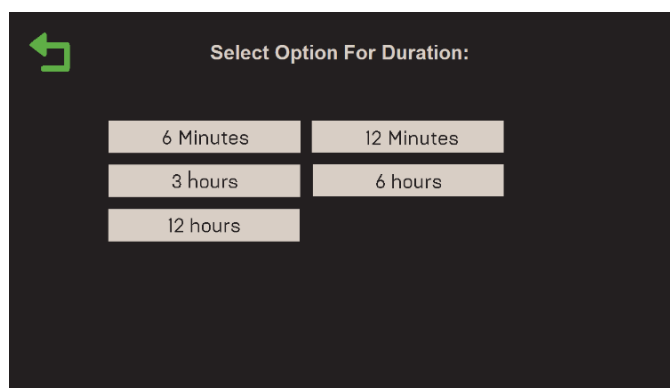 Select Option For Duration:
6 Minutes 12 Minutes
3 hours 6 hours
12 hours